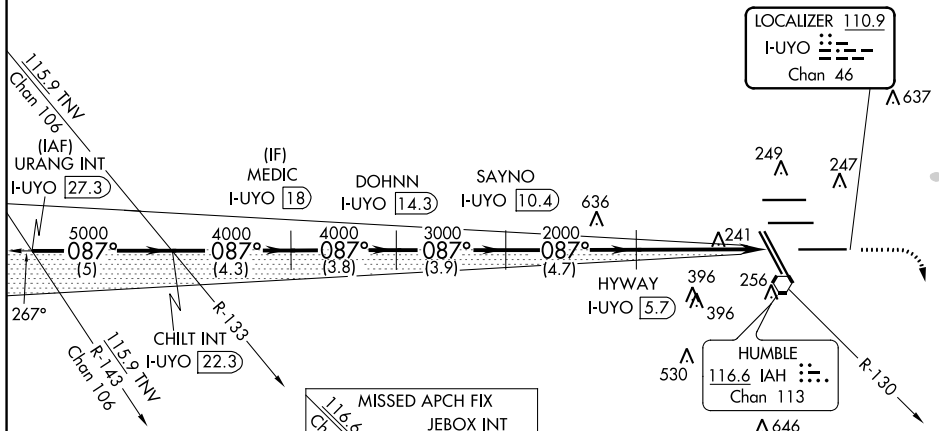 LOCALIZER 110.9
I-UYO
Chan 46
637
115.9 TNV
Chan 106
(IAF)
URANG INT
I-UYO 27.3
(IF)
MEDIC
I-UYO 18
DOHNN
I-UYO 14.3
SAYNO
I-UYO 10.4
636
249
247
5000
087°
(5)
4000
087°
(4.3)
4000
087°
(3.8)
3000
087°
(3.9)
2000
087°
(4.7)
241
267°
HYWAY
I-UYO 5.7
396
396
256
CHILT INT
I-UYO 22.3
R-133
115.9 TNV
R-143
Chan 106
530
HUMBLE
116.6 IAH
Chan 113
R-130
646
MISSED APCH FIX
JEBOX INT
116.6